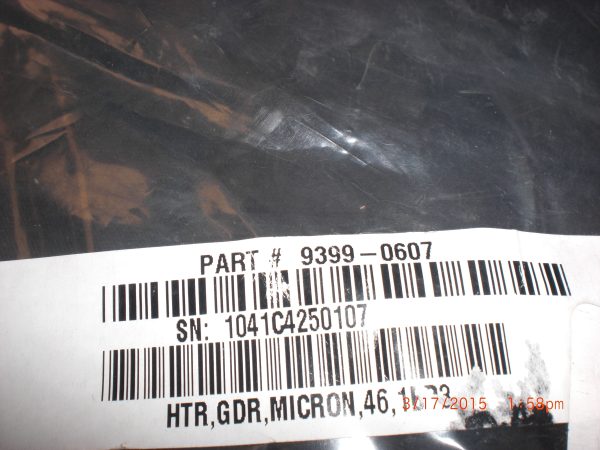 PART # 9399-0607
SN: 1041C4250107
HTR,GDR,MICRON,46,
3/17/2015 1:58pm